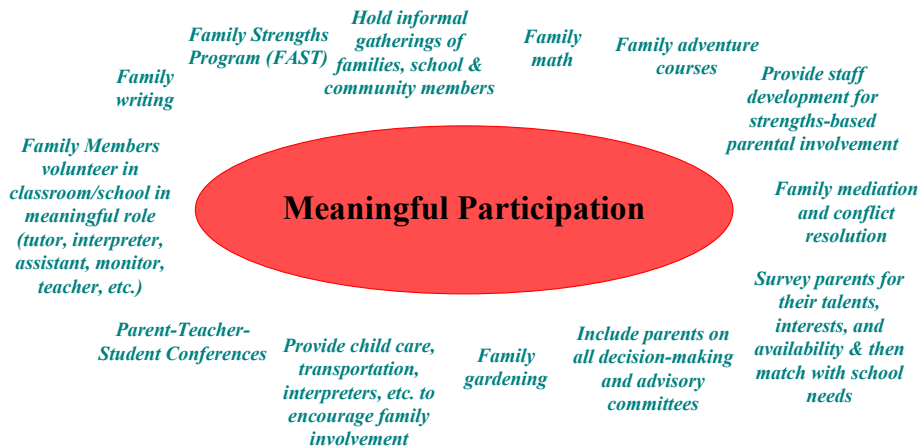 Family Strengths
Program (FAST)
Hold informal
gatherings of
families, school &
community members
Family
math
Family adventure
courses
Family
writing
Provide staff
development for
strengths-based
parental involvement
Family Members
volunteer in
classroom/school in
meaningful role
(tutor, interpreter,
assistant, monitor,
teacher, etc.)
Meaningful Participation
Family mediation
and conflict
resolution
Survey parents for
their talents,
interests, and
availability & then
match with school
needs
Parent-Teacher-
Student Conferences
Provide child care,
transportation,
interpreters, etc. to
encourage family
involvement
Family
gardening
Include parents on
all decision-making
and advisory
committees